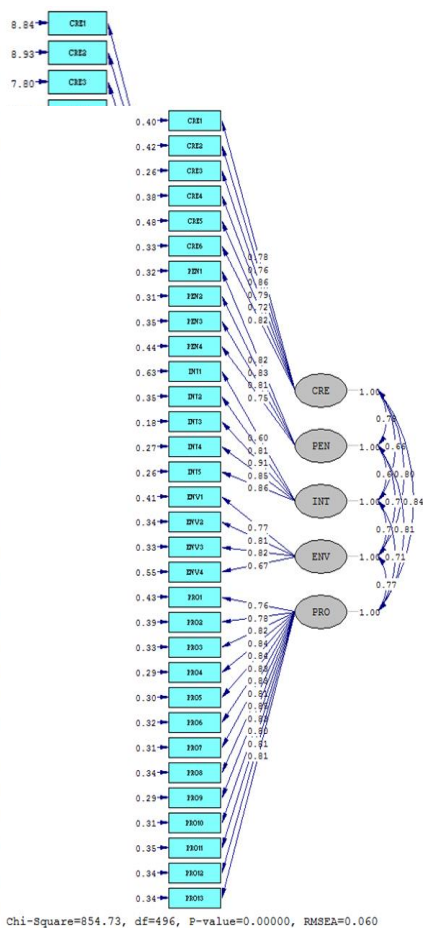 8.84 CRE1
8.93 CRE2
7.80 CRE3
0.40 CRE1
0.42 CRE2
0.26 CRE3
0.38 CRE4
0.48 CRE5
0.33 CRE6
0.32 PEN1
0.31 PEN2
0.35 PEN3
0.44 PEN4
0.63 INT1
0.35 INT2
0.18 INT3
0.27 INT4
0.26 INT5
0.41 ENV1
0.34 ENV2
0.33 ENV3
0.55 ENV4
0.43 PRO1
0.39 PRO2
0.33 PRO3
0.29 PRO4
0.30 PRO5
0.32 PRO6
0.31 PRO7
0.34 PRO8
0.29 PRO9
0.31 PRO10
0.35 PRO11
0.34 PRO12
0.34 PRO13
0.78
0.76
0.86
0.79
0.72
0.82
0.82
0.83
0.81
0.75
0.60
0.81
0.91
0.85
0.86
0.77
0.81
0.82
0.67
0.76
0.78
0.82
0.84
0.80
0.81
0.81
CRE 1.00
PEN 1.00
INT 1.00
ENV 1.00
PRO 1.00
0.80
0.84
0.81
0.71
0.77
Chi-Square=854.73, df=496, P-value=0.00000, RMSEA=0.060